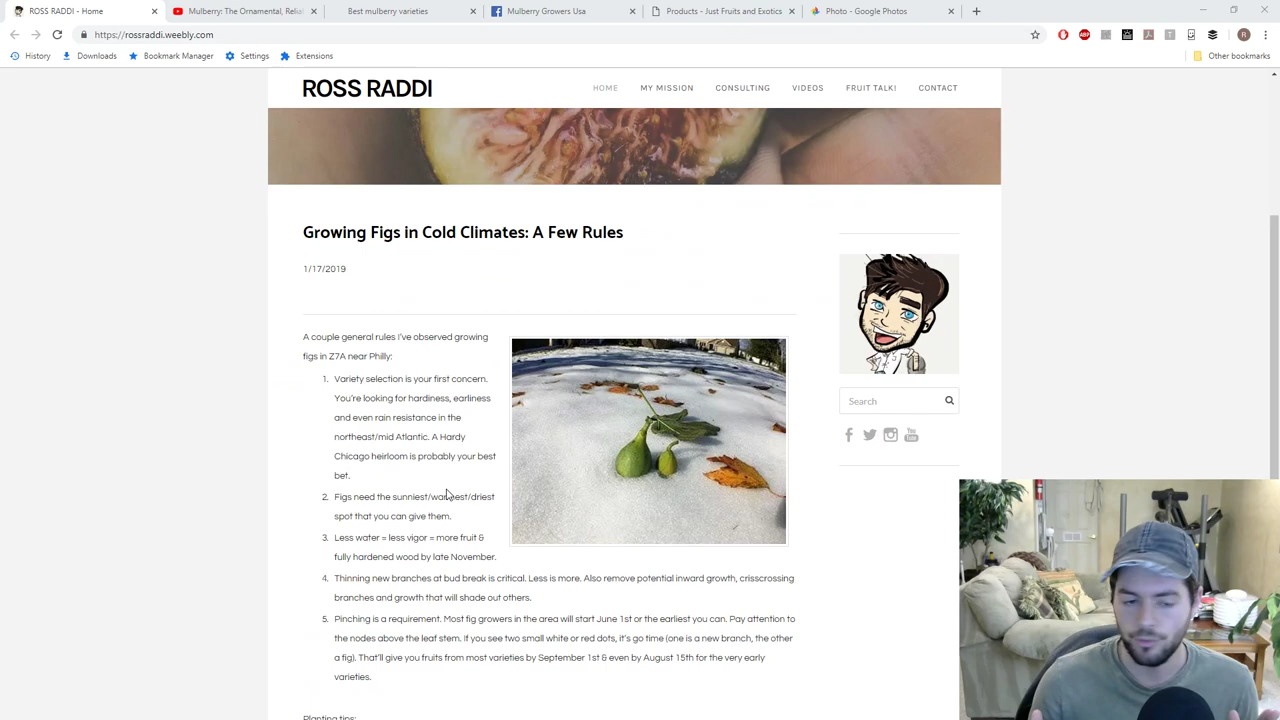 ROSS RADDI - Home
Mulberry: The Ornamental, Relia
Best mulberry varieties
Mulberry Growers Usa
Products - Just Fruits and Exotics
Photo - Google Photos
https://rossraddi.weebly.com
History
Downloads
Bookmark Manager
Settings
Extensions
Other bookmarks
ROSS RADDI
HOME
MY MISSION
CONSULTING
VIDEOS
FRUIT TALK!
CONTACT
Growing Figs in Cold Climates: A Few Rules
1/17/2019
A couple general rules I've observed growing
figs in Z7A near Philly:
1. Variety selection is your first concern.
You're looking for hardiness, earliness
and even rain resistance in the
northeast/mid Atlantic. A Hardy
Chicago heirloom is probably your best
bet.
2. Figs need the sunniest/warmest/driest
spot that you can give them.
3. Less water = less vigor = more fruit &
fully hardened wood by late November.
4. Thinning new branches at bud break is critical. Less is more. Also remove potential inward growth, crisscrossing
branches and growth that will shade out others.
5. Pinching is a requirement. Most fig growers in the area will start June 1st or the earliest you can. Pay attention to
the nodes above the leaf stem. If you see two small white or red dots, it's go time (one is a new branch, the other
a fig). That'll give you fruits from most varieties by September 1st & even by August 15th for the very early
varieties.
Planting tips:
Search
You
Tube
ABP
R